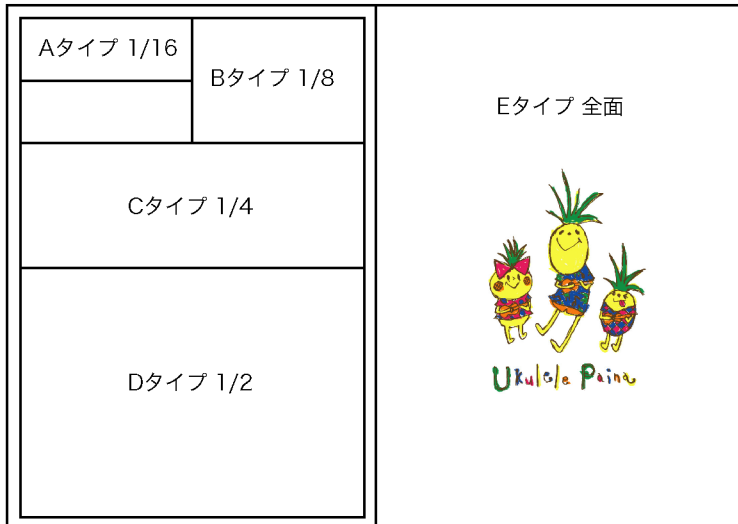 Aタイプ 1/16
Bタイプ 1/8
Cタイプ 1/4
Dタイプ 1/2
Eタイプ 全面
Ukulele Paina